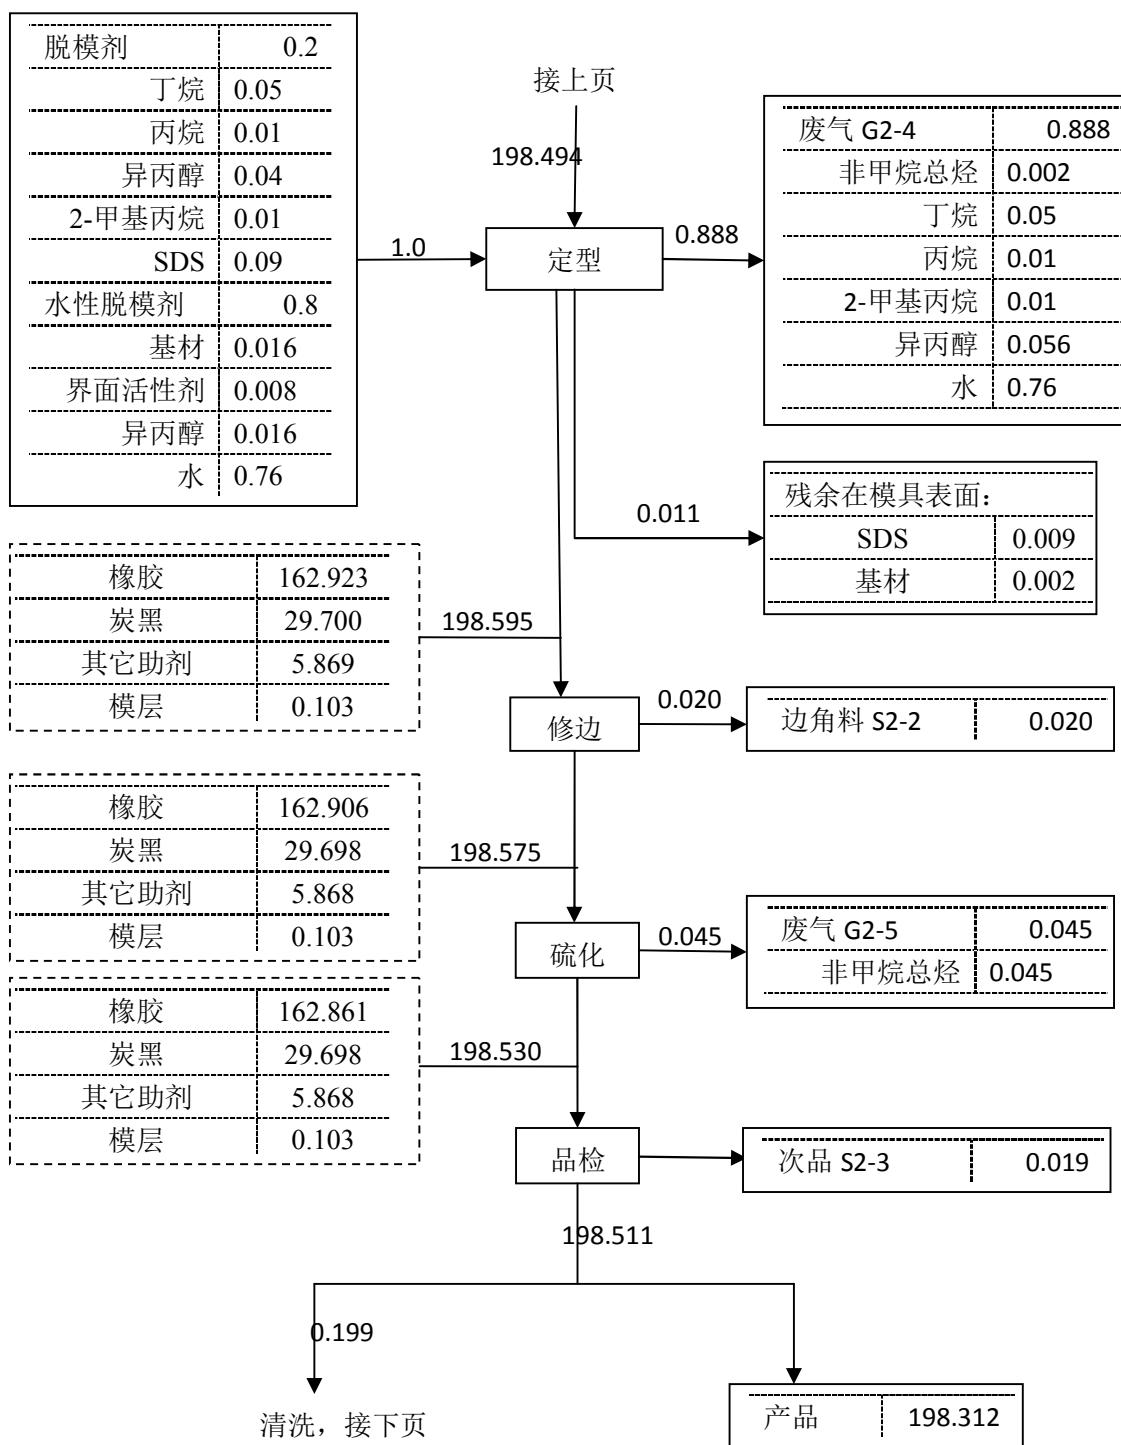 脱模剂 0.2
丁烷 0.05
丙烷 0.01
异丙醇 0.04
2-甲基丙烷 0.01
SDS 0.09
水性脱模剂 0.8
基材 0.016
界面活性剂 0.008
异丙醇 0.016
水 0.76
接上页
198.494
1.0
定型
0.888
废气 G2-4 0.888
非甲烷总烃 0.002
丁烷 0.05
丙烷 0.01
2-甲基丙烷 0.01
异丙醇 0.056
水 0.76
0.011
残余在模具表面：
SDS 0.009
基材 0.002
橡胶 162.923
炭黑 29.700
其它助剂 5.869
模层 0.103
198.595
修边
0.020
边角料 S2-2 0.020
橡胶 162.906
炭黑 29.698
其它助剂 5.868
模层 0.103
198.575
硫化
0.045
废气 G2-5 0.045
非甲烷总烃 0.045
橡胶 162.861
炭黑 29.698
其它助剂 5.868
模层 0.103
198.530
品检
次品 S2-3 0.019
198.511
0.199
清洗，接下页
产品 198.312